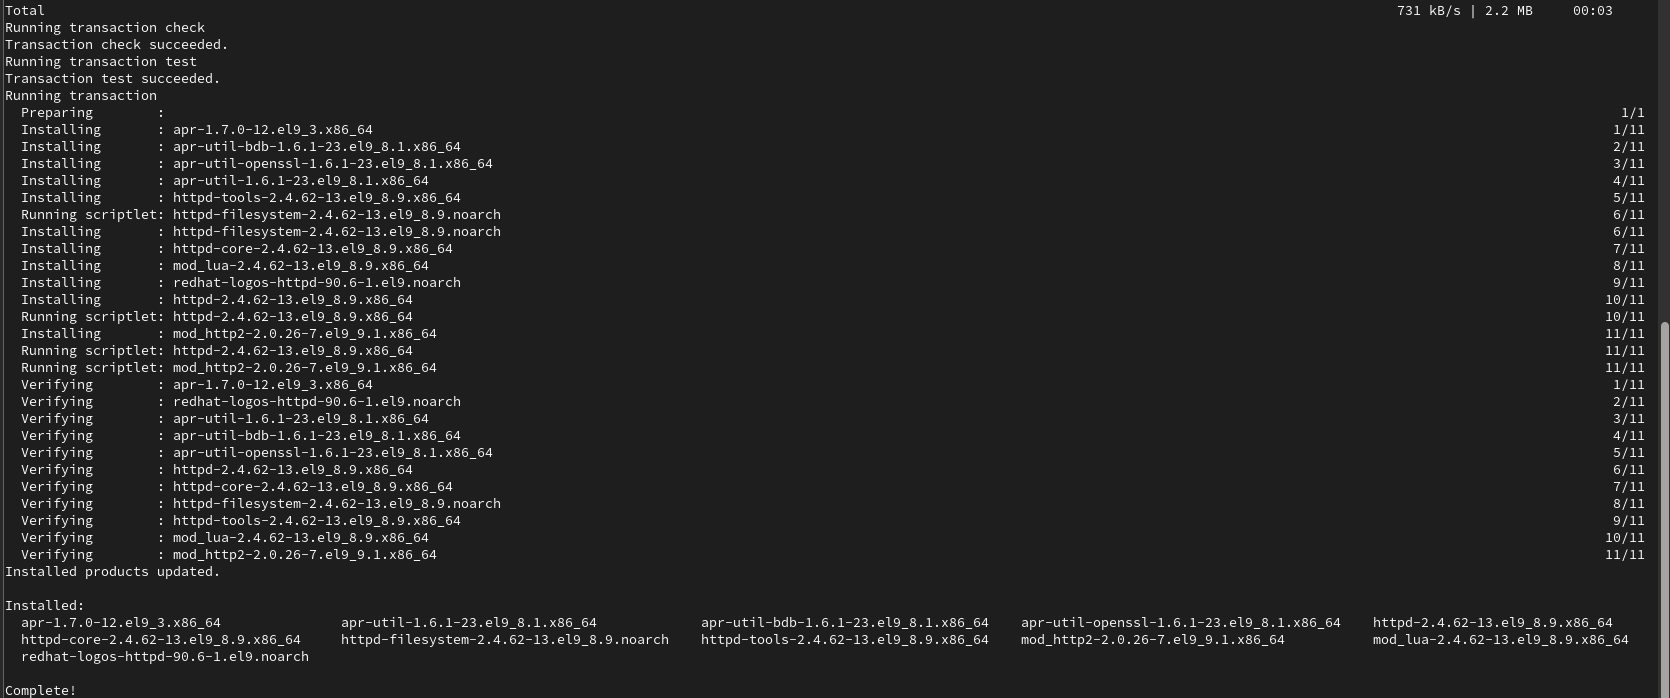 Total 731 kB/s | 2.2 MB 00:03
Running transaction check
Transaction check succeeded.
Running transaction test
Transaction test succeeded.
Running transaction
Preparing : 1/1
Installing : apr-1.7.0-12.el9_3.x86_64 1/11
Installing : apr-util-bdb-1.6.1-23.el9_8.1.x86_64 2/11
Installing : apr-util-openssl-1.6.1-23.el9_8.1.x86_64 3/11
Installing : apr-util-1.6.1-23.el9_8.1.x86_64 4/11
Installing : httpd-tools-2.4.62-13.el9_8.9.x86_64 5/11
Running scriptlet: httpd-filesystem-2.4.62-13.el9_8.9.noarch 6/11
Installing : httpd-filesystem-2.4.62-13.el9_8.9.noarch 6/11
Installing : httpd-core-2.4.62-13.el9_8.9.x86_64 7/11
Installing : mod_lua-2.4.62-13.el9_8.9.x86_64 8/11
Installing : redhat-logos-httpd-90.6-1.el9.noarch 9/11
Installing : httpd-2.4.62-13.el9_8.9.x86_64 10/11
Running scriptlet: httpd-2.4.62-13.el9_8.9.x86_64 10/11
Installing : mod_http2-2.0.26-7.el9_9.1.x86_64 11/11
Running scriptlet: httpd-2.4.62-13.el9_8.9.x86_64 11/11
Running scriptlet: mod_http2-2.0.26-7.el9_9.1.x86_64 11/11
Verifying : apr-1.7.0-12.el9_3.x86_64 1/11
Verifying : redhat-logos-httpd-90.6-1.el9.noarch 2/11
Verifying : apr-util-1.6.1-23.el9_8.1.x86_64 3/11
Verifying : apr-util-bdb-1.6.1-23.el9_8.1.x86_64 4/11
Verifying : apr-util-openssl-1.6.1-23.el9_8.1.x86_64 5/11
Verifying : httpd-2.4.62-13.el9_8.9.x86_64 6/11
Verifying : httpd-core-2.4.62-13.el9_8.9.x86_64 7/11
Verifying : httpd-filesystem-2.4.62-13.el9_8.9.noarch 8/11
Verifying : httpd-tools-2.4.62-13.el9_8.9.x86_64 9/11
Verifying : mod_lua-2.4.62-13.el9_8.9.x86_64 10/11
Verifying : mod_http2-2.0.26-7.el9_9.1.x86_64 11/11
Installed products updated.
Installed:
apr-1.7.0-12.el9_3.x86_64 apr-util-1.6.1-23.el9_8.1.x86_64 apr-util-bdb-1.6.1-23.el9_8.1.x86_64 apr-util-openssl-1.6.1-23.el9_8.1.x86_64 httpd-2.4.62-13.el9_8.9.x86_64
httpd-core-2.4.62-13.el9_8.9.x86_64 httpd-filesystem-2.4.62-13.el9_8.9.noarch httpd-tools-2.4.62-13.el9_8.9.x86_64 mod_http2-2.0.26-7.el9_9.1.x86_64 mod_lua-2.4.62-13.el9_8.9.x86_64
redhat-logos-httpd-90.6-1.el9.noarch
Complete!